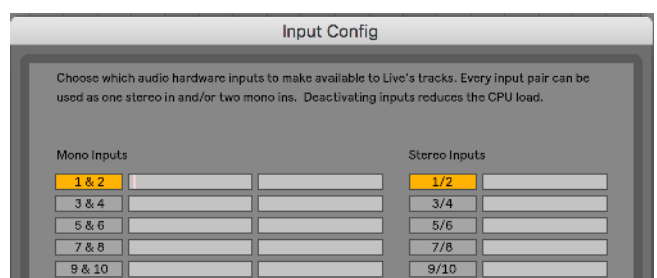 Input Config
Choose which audio hardware inputs to make available to Live's tracks. Every input pair can be
used as one stereo in and/or two mono ins. Deactivating inputs reduces the CPU load.
Mono Inputs
Stereo Inputs
1 & 2
1/2
3 & 4
3/4
5 & 6
5/6
7 & 8
7/8
9 & 10
9/10